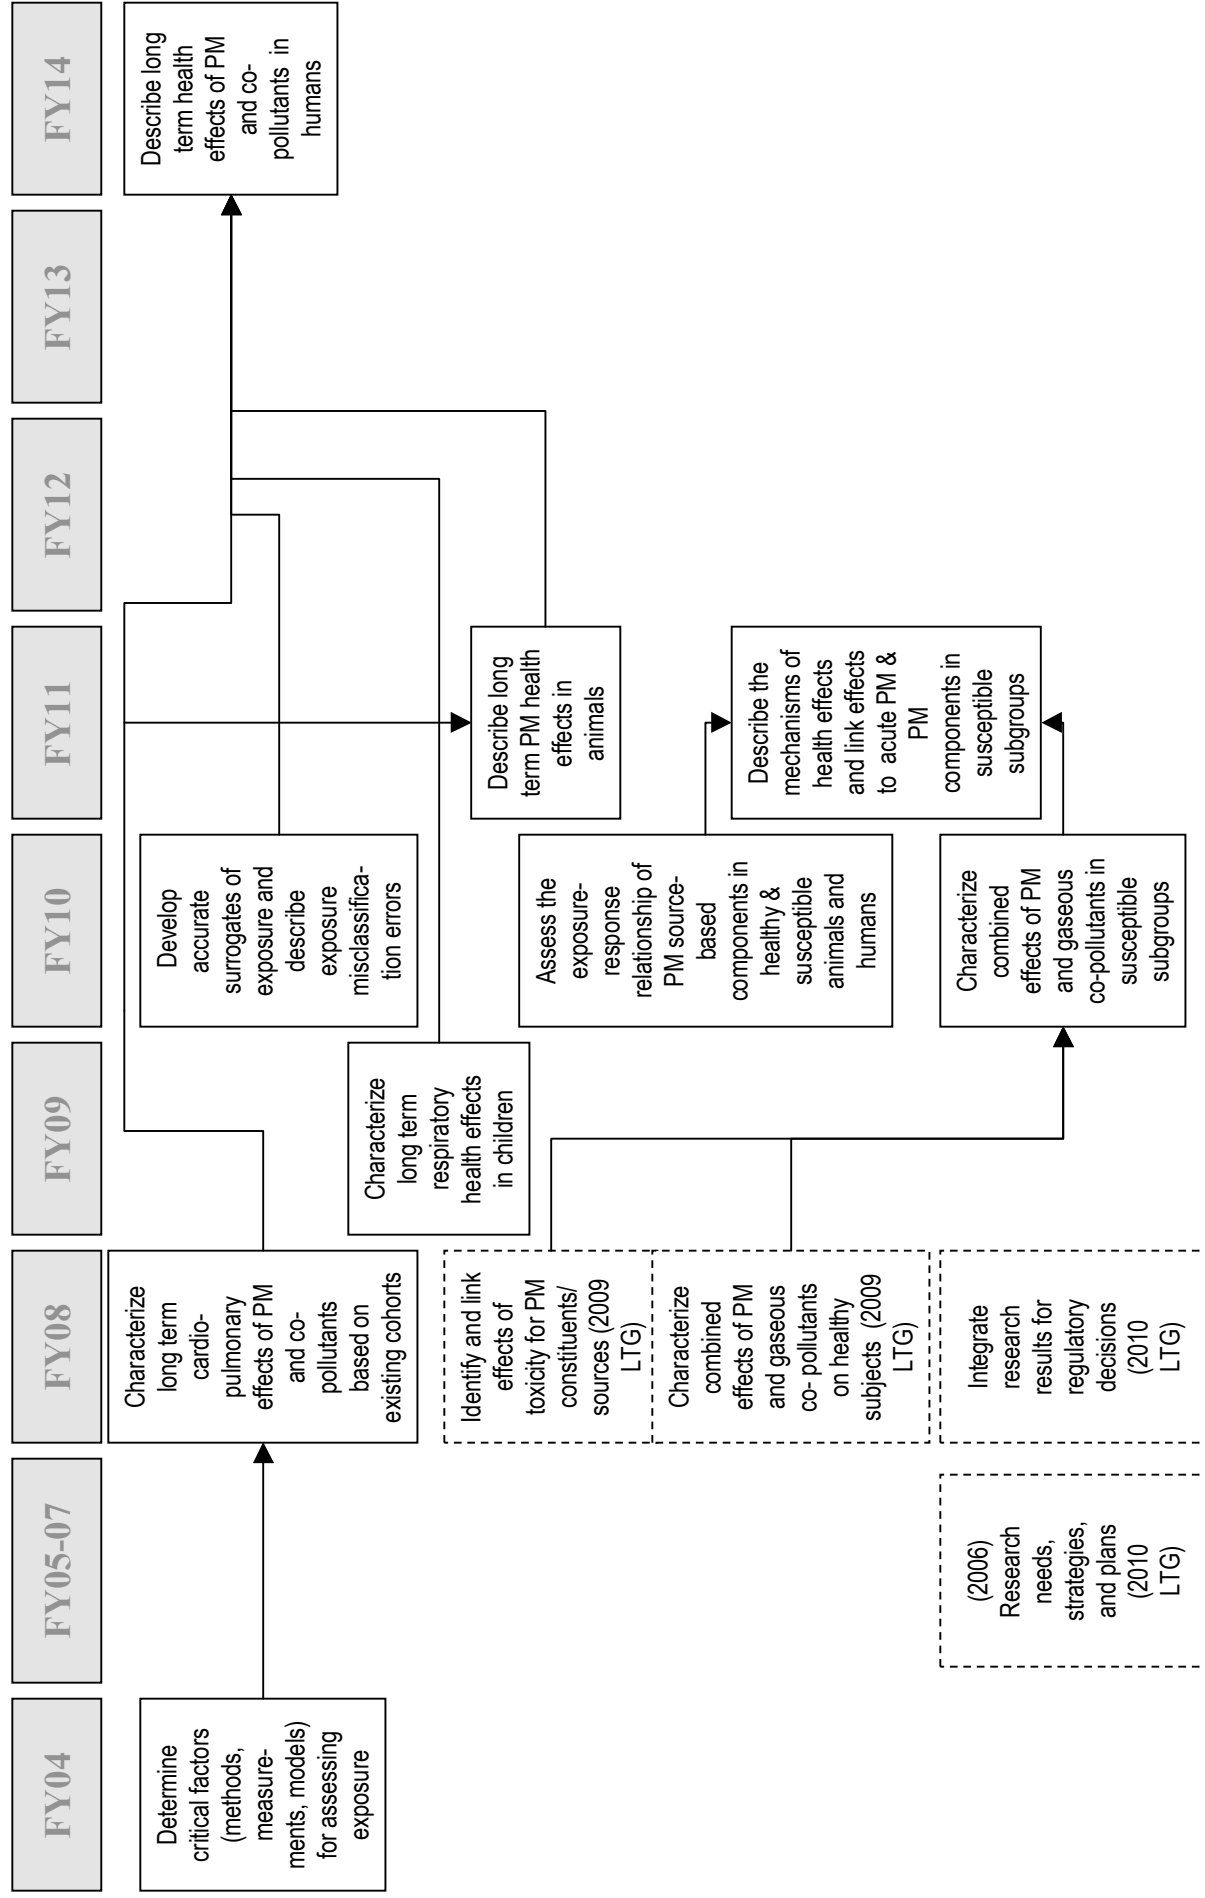 FY04
FY05-07
FY08
FY09
FY10
FY11
FY12
FY13
FY14
Determine
critical factors
(methods,
measure-
ments, models)
for assessing
exposure
Characterize
long term
cardio-
pulmonary
effects of PM
and co-
pollutants
based on
existing cohorts
Develop
accurate
surrogates of
exposure and
describe
exposure
misclassifica-
tion errors
Describe long
term health
effects of PM
and co-
pollutants in
humans
Characterize
long term
respiratory
health effects
in children
Identify and link
effects of
toxicity for PM
constituents/
sources (2009
LTG)
Describe long
term PM health
effects in
animals
Characterize
combined
effects of PM
and gaseous
co- pollutants
on healthy
subjects (2009
LTG)
Assess the
exposure-
response
relationship of
PM source-
based
components in
healthy &
susceptible
animals and
humans
Describe the
mechanisms of
health effects
and link effects
to acute PM &
PM
components in
susceptible
subgroups
(2006)
Research
needs,
strategies,
and plans
(2010
LTG)
Integrate
research
results for
regulatory
decisions
(2010
LTG)
Characterize
combined
effects of PM
and gaseous
co-pollutants in
susceptible
subgroups